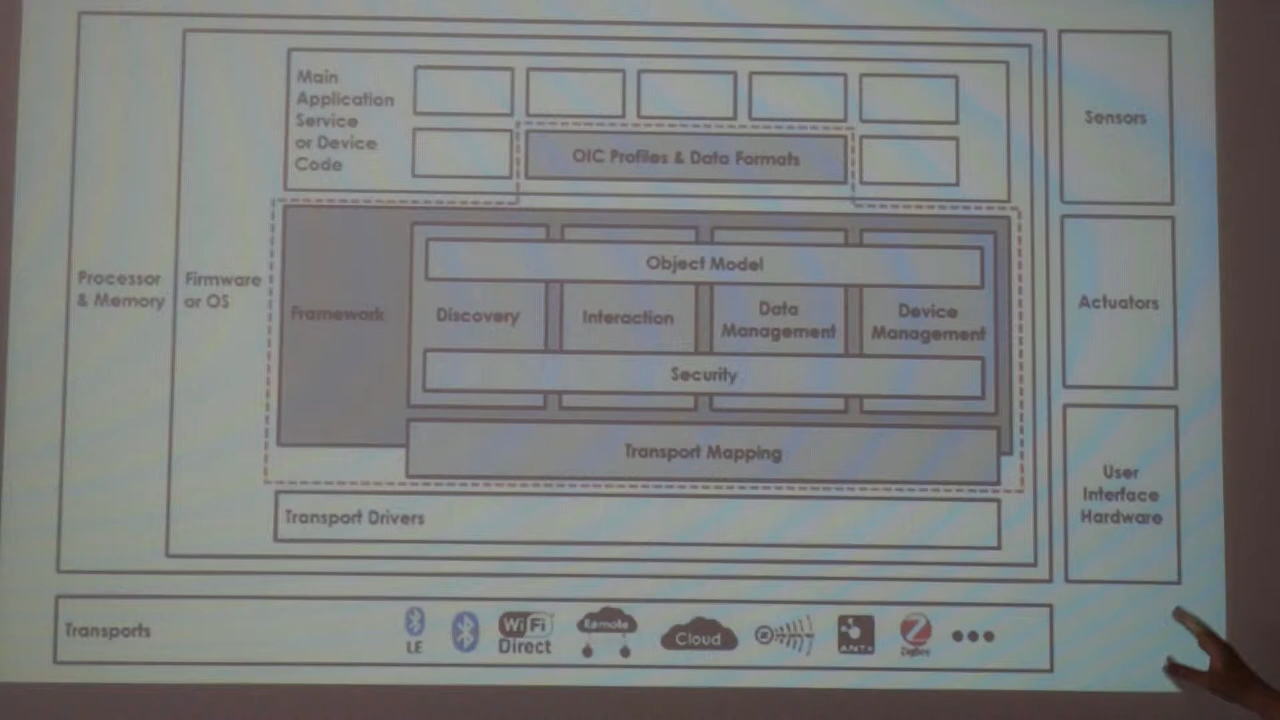 Main
Application
Service
or Device
Code
OIC Profiles & Data Formats
Sensors
Processor
& Memory
Firmware
or OS
Framework
Object Model
Discovery
Interaction
Data
Management
Device
Management
Security
Actuators
Transport Mapping
User
Interface
Hardware
Transport Drivers
Transports
LE
WiFi
Direct
Remote
Cloud
ANT+
ZigBee